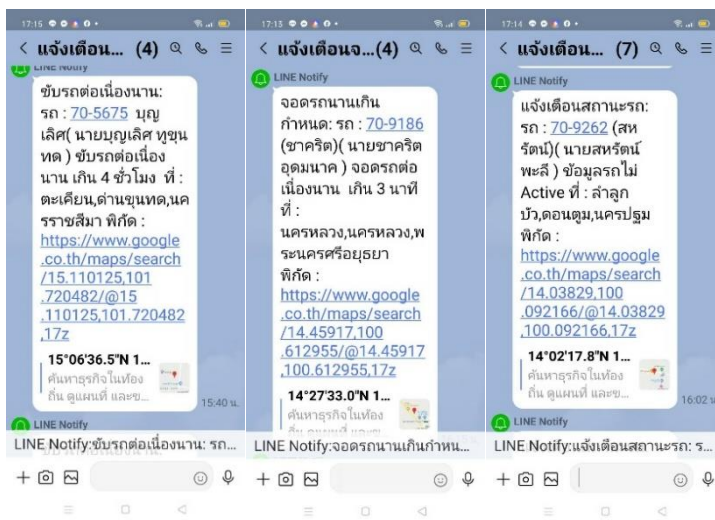 17:15
แจ้งเตือน... (4)
LINE Notify
ขับรถต่อเนื่องนาน:
รถ : 70-5675 บุญ
เลิศ( นายบุญเลิศ ทูขุน
ทด ) ขับรถต่อเนื่อง
นาน เกิน 4 ชั่วโมง ที่ :
ตะเคียน,ด่านขุนทด,นค
รราชสีมา พิกัด :
https://www.google
.co.th/maps/search
/15.110125,101
.720482/@15
.110125,101.720482
,17z
15°06'36.5"N 1...
ค้นหาธุรกิจในท้อง
ถิ่น ดูแผนที่ และข...
15:40 น.
LINE Notify
LINE Notify:ขับรถต่อเนื่องนาน: รถ...
17:13
แจ้งเตือนจ...(4)
LINE Notify
จอดรถนานเกิน
กำหนด: รถ : 70-9186
(ชาคริต)( นายชาคริต
อุดมนาค ) จอดรถต่อ
เนื่องนาน เกิน 3 นาที
ที่ :
นครหลวง,นครหลวง,พ
ระนครศรีอยุธยา
พิกัด :
https://www.google
.co.th/maps/search
/14.45917,100
.612955/@14.45917
,100.612955,17z
14°27'33.0"N 1...
ค้นหาธุรกิจในท้อง
ถิ่น ดูแผนที่ และข...
LINE Notify:จอดรถนานเกินกำหน...
17:14
แจ้งเตือน... (7)
LINE Notify
แจ้งเตือนสถานะรถ:
รถ : 70-9262 (สห
รัตน์)( นายสหรัตน์
พะลี ) ข้อมูลรถไม่
Active ที่ : ลำลูก
บัว,ดอนตูม,นครปฐม
พิกัด :
https://www.google
.co.th/maps/search
/14.03829,100
.092166/@14.03829
,100.092166,17z
14°02'17.8"N 1...
ค้นหาธุรกิจในท้อง
ถิ่น ดูแผนที่ และข...
16:02 น
LINE Notify
LINE Notify:แจ้งเตือนสถานะรถ: ร...